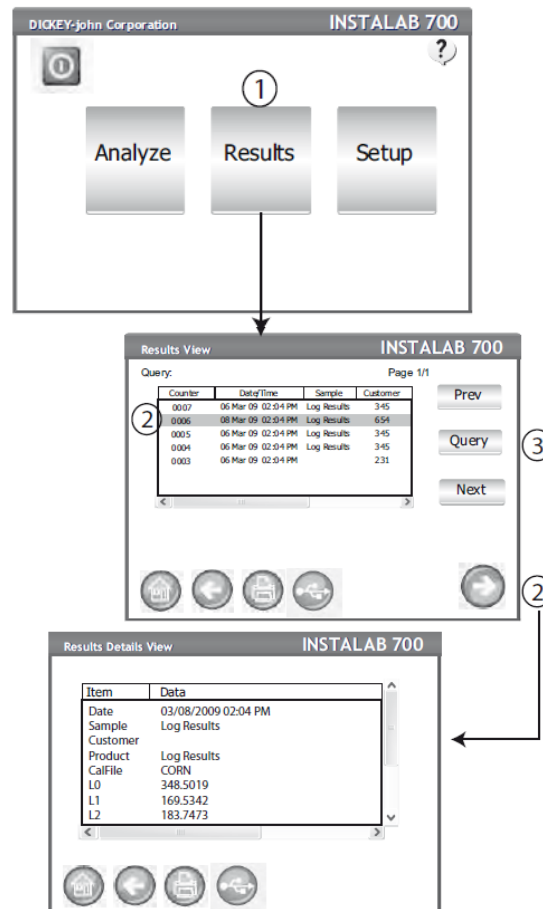 DICKEY-john Corporation INSTALAB 700
?
1
Analyze Results Setup
Results View INSTALAB 700
Query: Page 1/1
Counter Date/Time Sample Customer Prev
0007 06 Mar 09 02:04 PM Log Results 345
2 0006 08 Mar 09 02:04 PM Log Results 654
0005 06 Mar 09 02:04 PM Log Results 345 Query 3
0004 06 Mar 09 02:04 PM Log Results 345
0003 06 Mar 09 02:04 PM 231
Next
2
Results Details View INSTALAB 700
Item Data
Date 03/08/2009 02:04 PM
Sample Log Results
Customer
Product Log Results
CalFile CORN
L0 348.5019
L1 169.5342
L2 183.7473